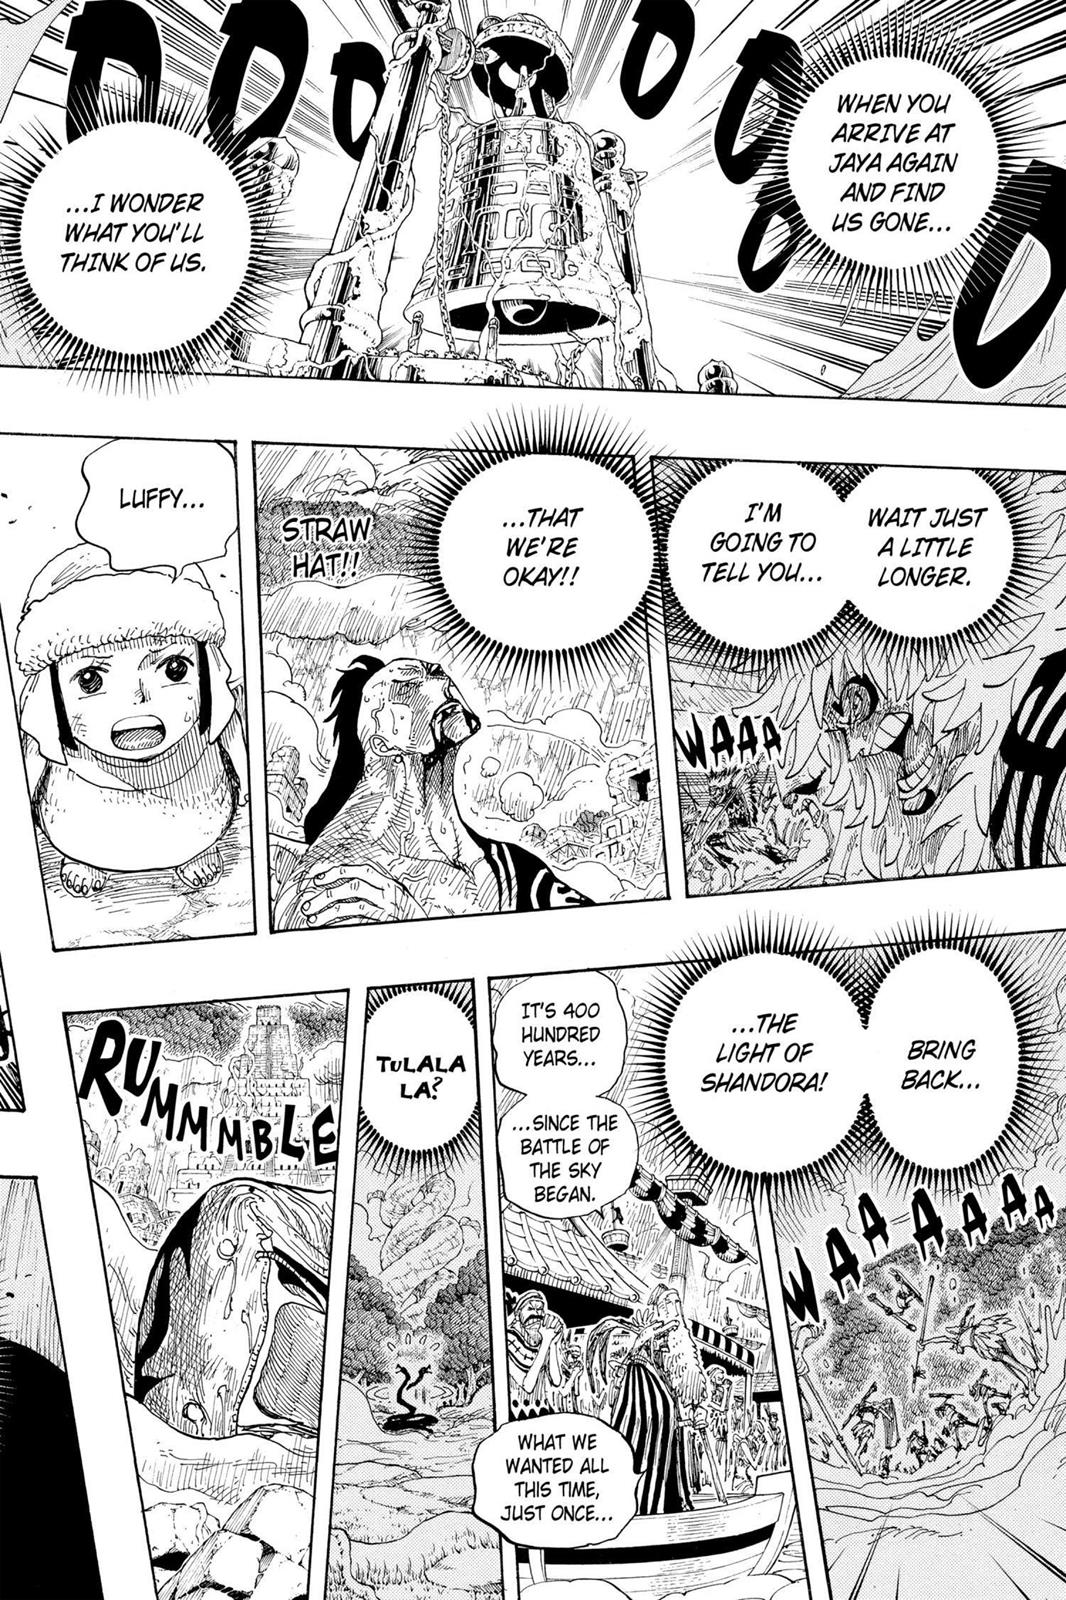 WHEN YOU
ARRIVE AT
JAYA AGAIN
AND FIND
US GONE...
...I WONDER
WHAT YOU'LL
THINK OF US.
DODODODO
WAIT JUST
A LITTLE
LONGER.
I'M
GOING TO
TELL YOU...
WAAAA
...THAT
WE'RE
OKAY!!
STRAW
HAT!!
LUFFY...
BRING
BACK...
...THE
LIGHT OF
SHANDORA!
WAAAAAAA
IT'S 400
HUNDRED
YEARS...
...SINCE THE
BATTLE OF
THE SKY
BEGAN.
WHAT WE
WANTED ALL
THIS TIME,
JUST ONCE...
TULALA
LA?
RUMMMBLE